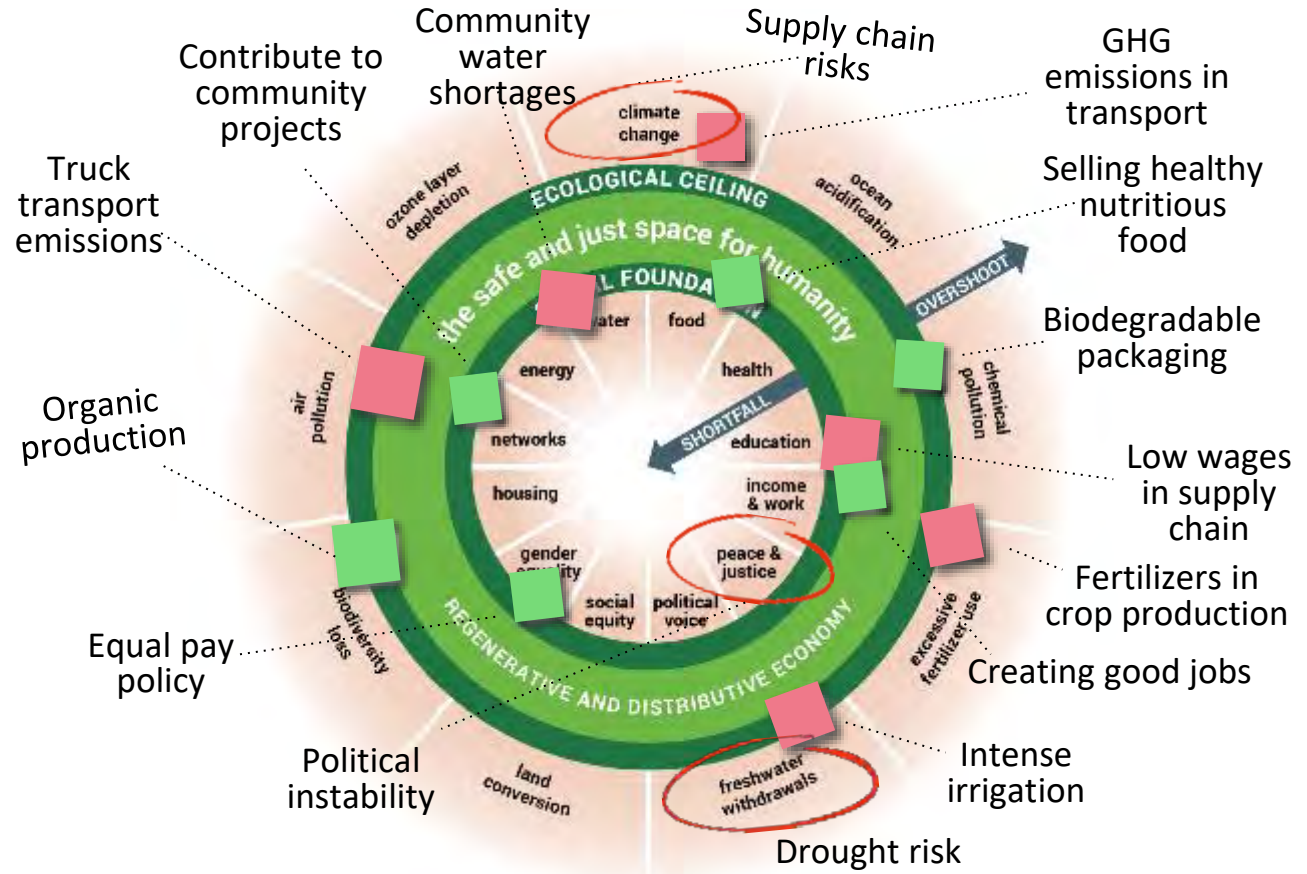 Community
water
shortages
Supply chain
risks
GHG
emissions in
transport
Contribute to
community
projects
climate
change
Truck
transport
emissions
ozone layer
depletion
ECOLOGICAL CEILING
ocean
acidification
Selling healthy
nutritious
food
the safe and just space for humanity
FOUNDA
OVERSHOOT
water
food
Biodegradable
packaging
energy
health
air
pollution
chemical
pollution
Organic
production
SHORTFALL
networks
education
Low wages
in supply
chain
housing
income
& work
gender
equality
peace &
justice
Fertilizers in
crop production
social
equity
political
voice
biodiversity
loss
excessive
fertilizer use
REGENERATIVE AND DISTRIBUTIVE ECONOMY
Equal pay
policy
Creating good jobs
Political
instability
land
conversion
freshwater
withdrawals
Intense
irrigation
Drought risk